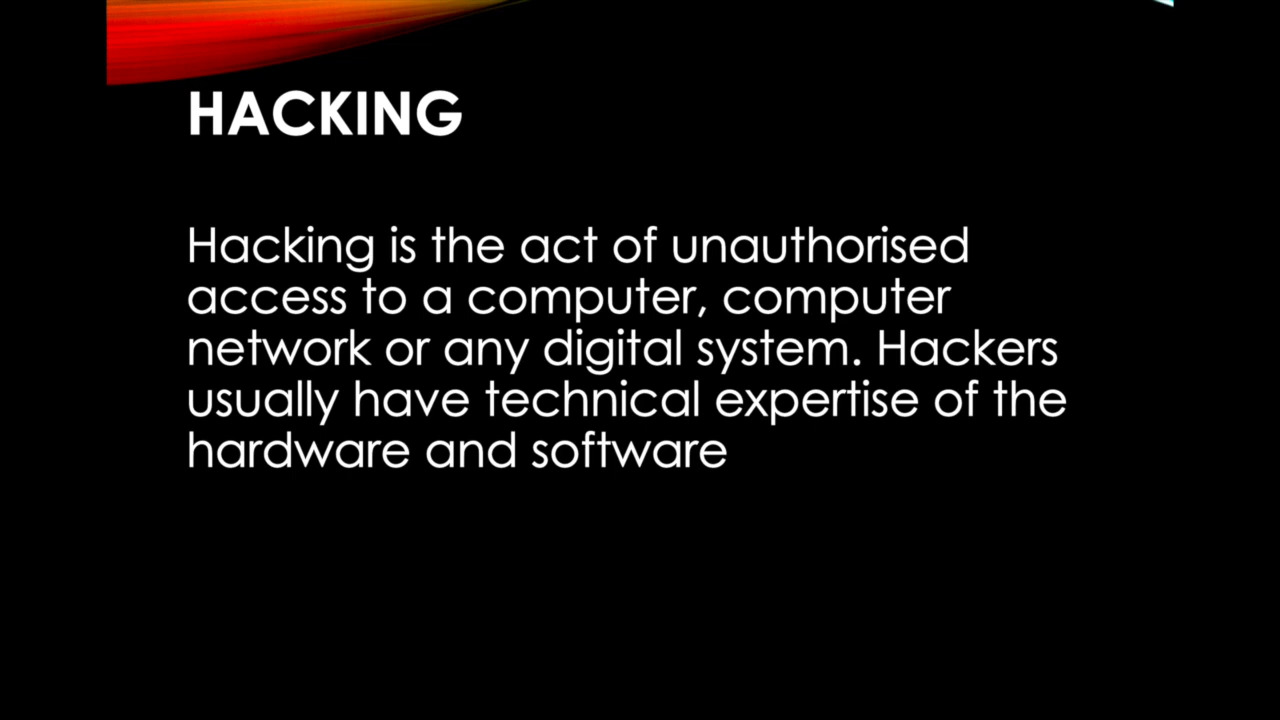 HACKING
Hacking is the act of unauthorised
access to a computer, computer
network or any digital system. Hackers
usually have technical expertise of the
hardware and software